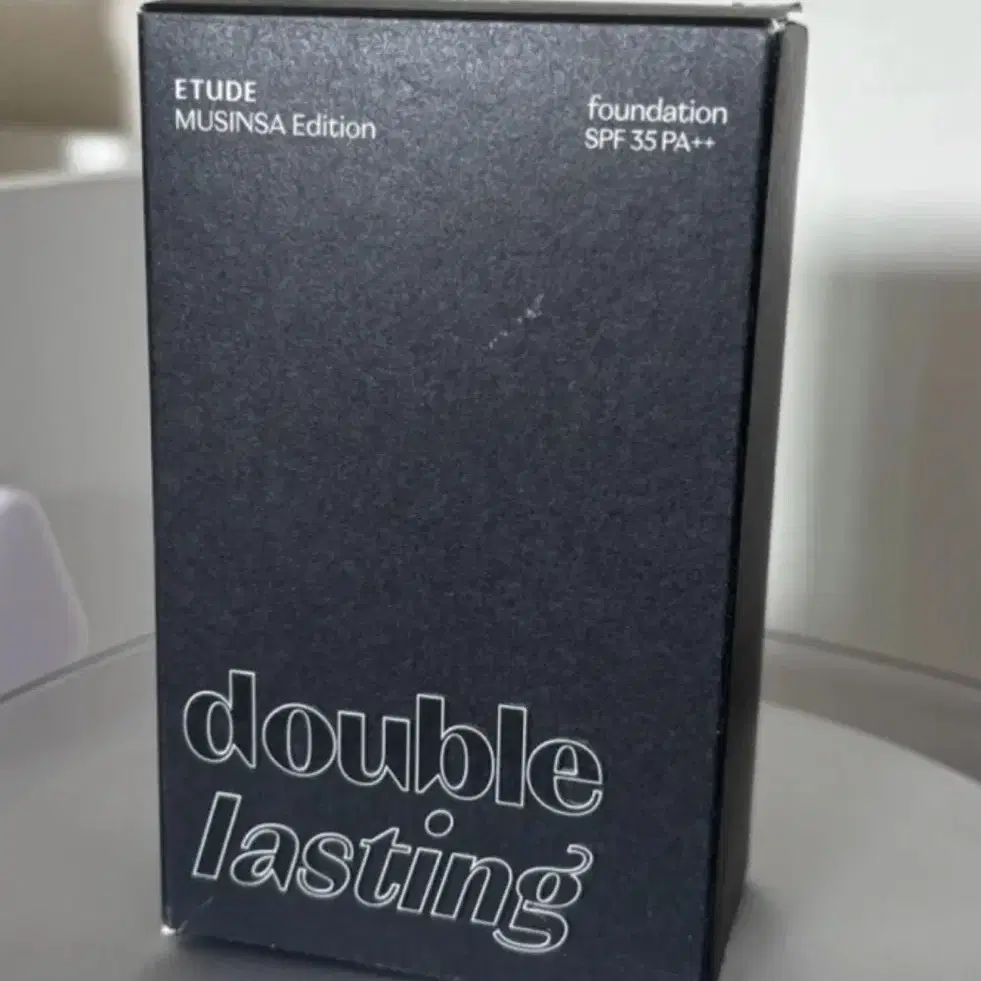 ETUDE
MUSINSA Edition
foundation
SPF 35 PA++
double
lasting